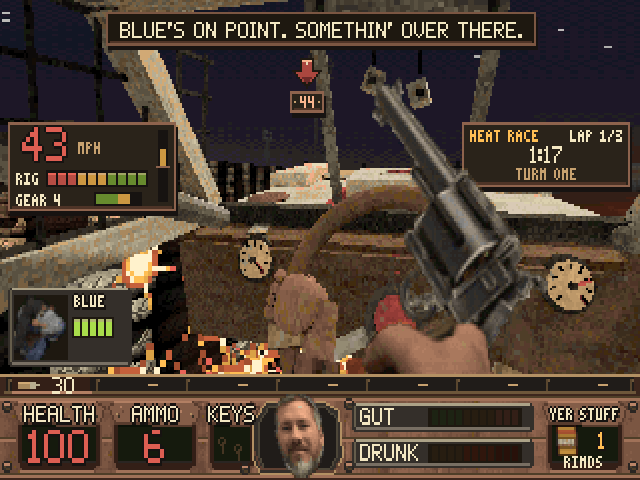 BLUE'S ON POINT. SOMETHIN' OVER THERE.
44
43 MPH
RIG
GEAR 4
HEAT RACE LAP 1/3
1:17
TURN ONE
BLUE
30
HEALTH AMMO KEYS GUT YER STUFF
100 6 DRUNK 1
RINDS